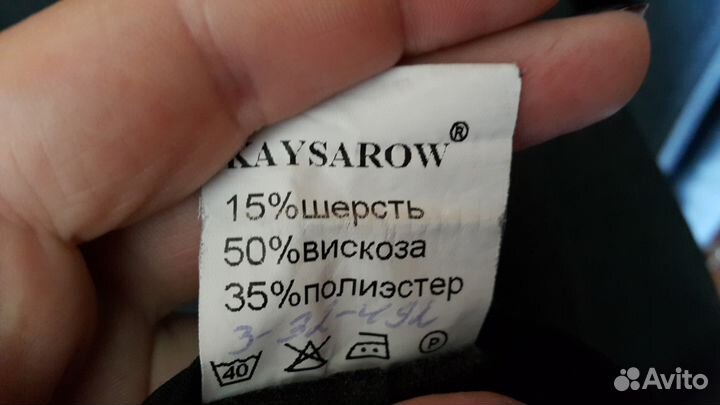 KAYSAROW®
15%шерсть
50%вискоза
35%полиэстер
40 P
Avito